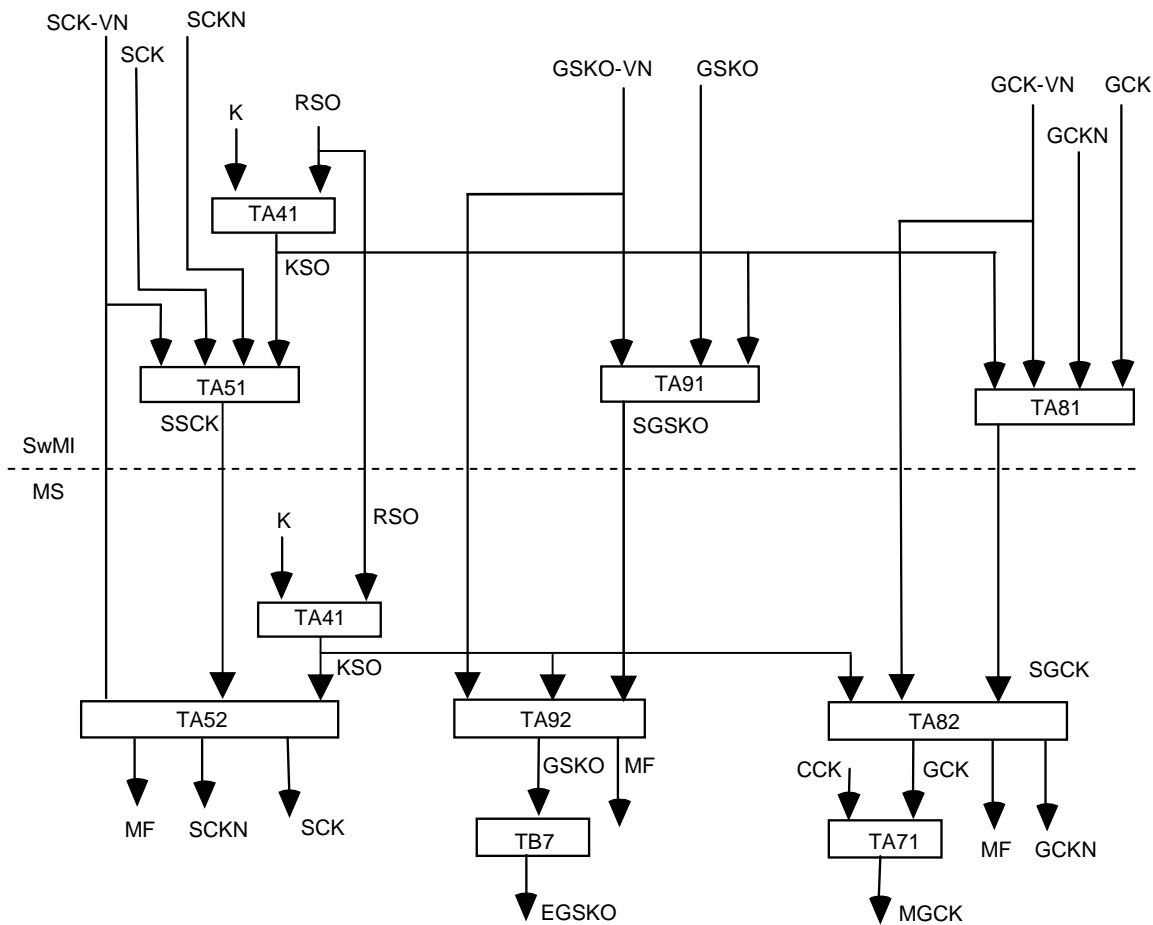 SCK-VN
SCKN
SCK
GSKO-VN
GSKO
GCK-VN
GCK
K
RSO
GCKN
TA41
KSO
TA51
TA91
TA81
SSCK
SGSKO
SwMI
MS
K
RSO
TA41
KSO
SGCK
TA52
TA92
TA82
GSKO
MF
CCK
GCK
MF
SCKN
SCK
TB7
TA71
MF
GCKN
EGSKO
MGCK